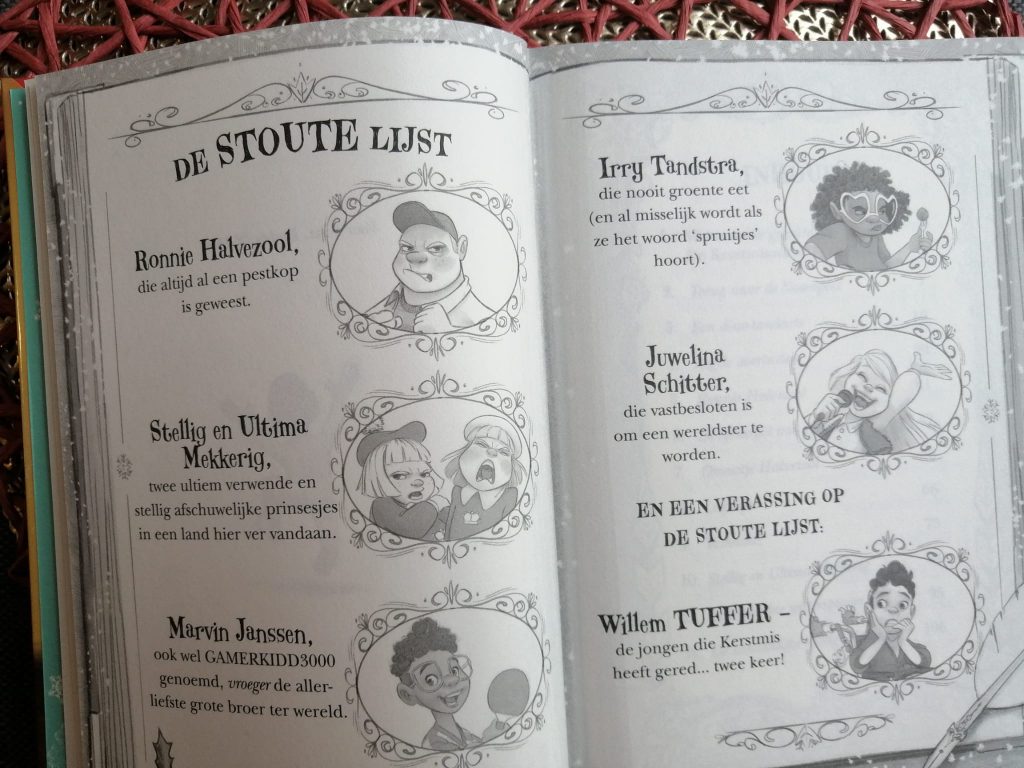 DE STOUTE LIJST
Ronnie Halvezool,
die altijd al een pestkop
is geweest.
Stellig en Ultima
Mekkerig,
twee ultiem verwende en
stellig afschuwelijke prinsesjes
in een land hier ver vandaan.
Marvin Janssen,
ook wel GAMERKIDD3000
genoemd, vroeger de aller-
liefste grote broer ter wereld.
Irry Tandstra,
die nooit groente eet
(en al misselijk wordt als
ze het woord ‘spruitjes’
hoort).
Juwelina
Schitter,
die vastbesloten is
om een wereldster te
worden.
EN EEN VERASSING OP
DE STOUTE LIJST:
Willem TUFFER –
de jongen die Kerstmis
heeft gered... twee keer!